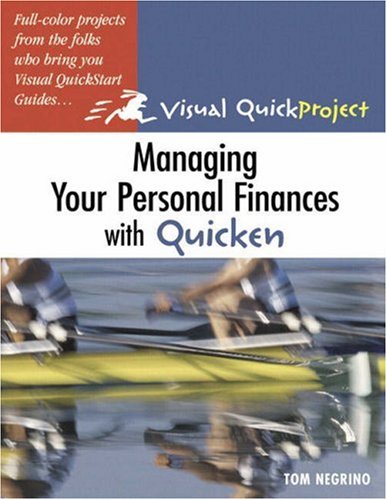 Full-color projects
from the folks
who bring you
Visual QuickStart
Guides...
Visual QuickProject
Managing
Your Personal Finances
with Quicken
TOM NEGRINO